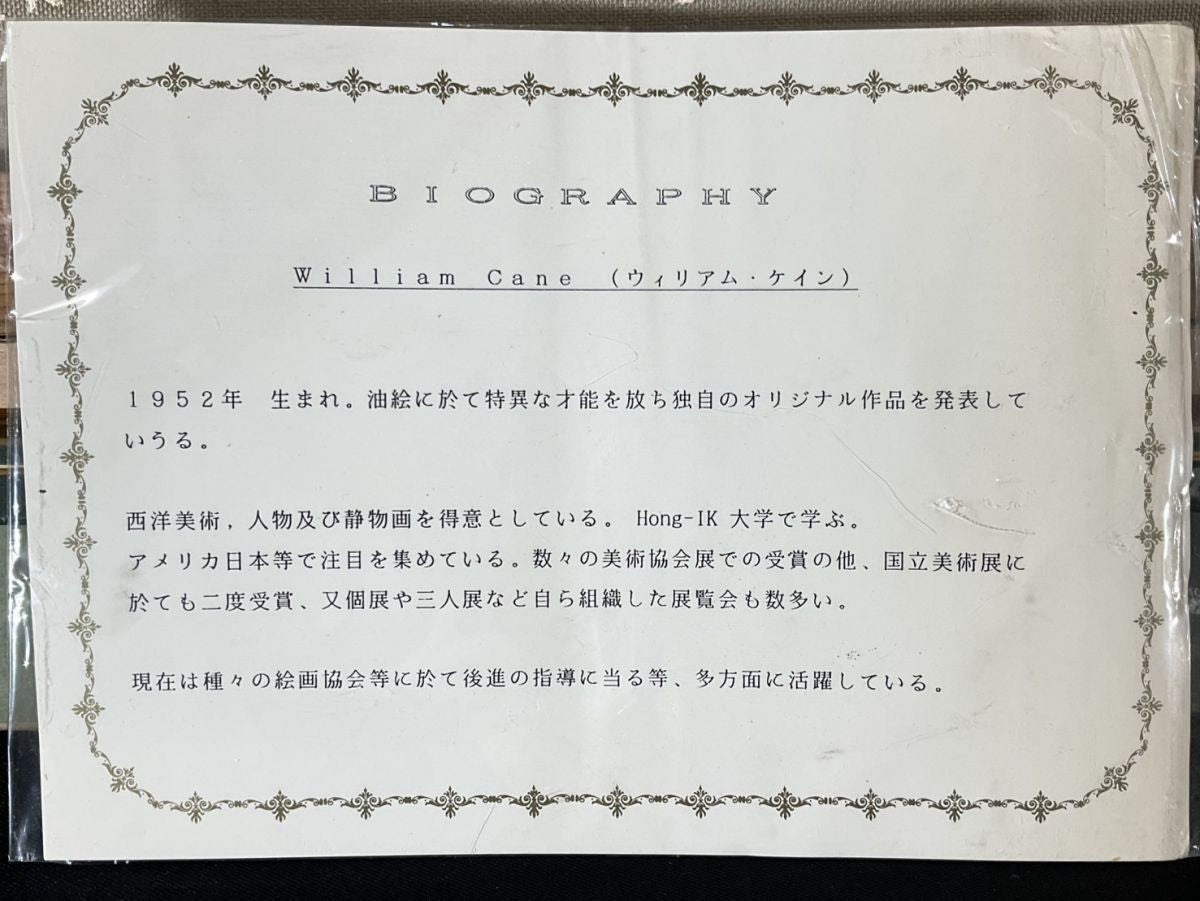 BIOGRAPHY
William Cane （ウィリアム・ケイン）
１９５２年　生まれ。油絵に於て特異な才能を放ち独自のオリジナル作品を発表して
いうる。
西洋美術，人物及び静物画を得意としている。 Hong-IK 大学で学ぶ。
アメリカ日本等で注目を集めている。数々の美術協会展での受賞の他、国立美術展に
於ても二度受賞、又個展や三人展など自ら組織した展覧会も数多い。
現在は種々の絵画協会等に於て後進の指導に当る等、多方面に活躍している。